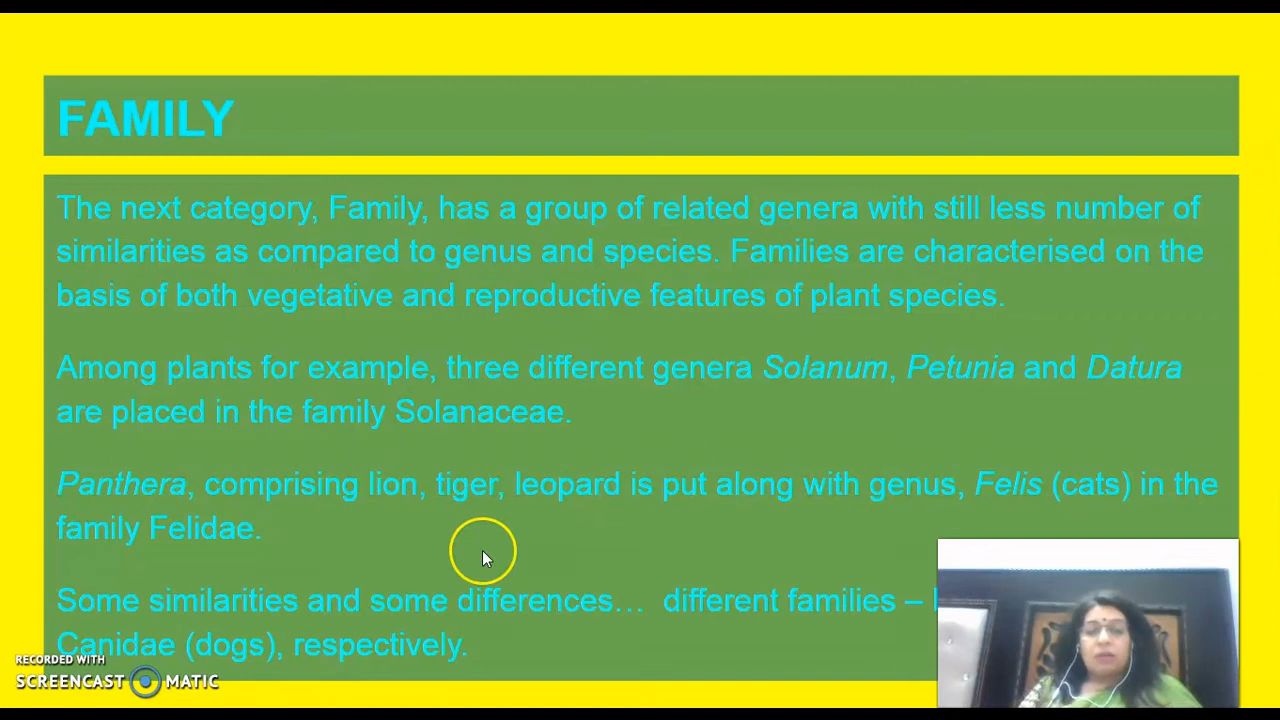 FAMILY
The next category, Family, has a group of related genera with still less number of
similarities as compared to genus and species. Families are characterised on the
basis of both vegetative and reproductive features of plant species.
Among plants for example, three different genera Solanum, Petunia and Datura
are placed in the family Solanaceae.
Panthera, comprising lion, tiger, leopard is put along with genus, Felis (cats) in the
family Felidae.
Some similarities and some differences… different families –
Canidae (dogs), respectively.
RECORDED WITH
SCREENCAST MATIC